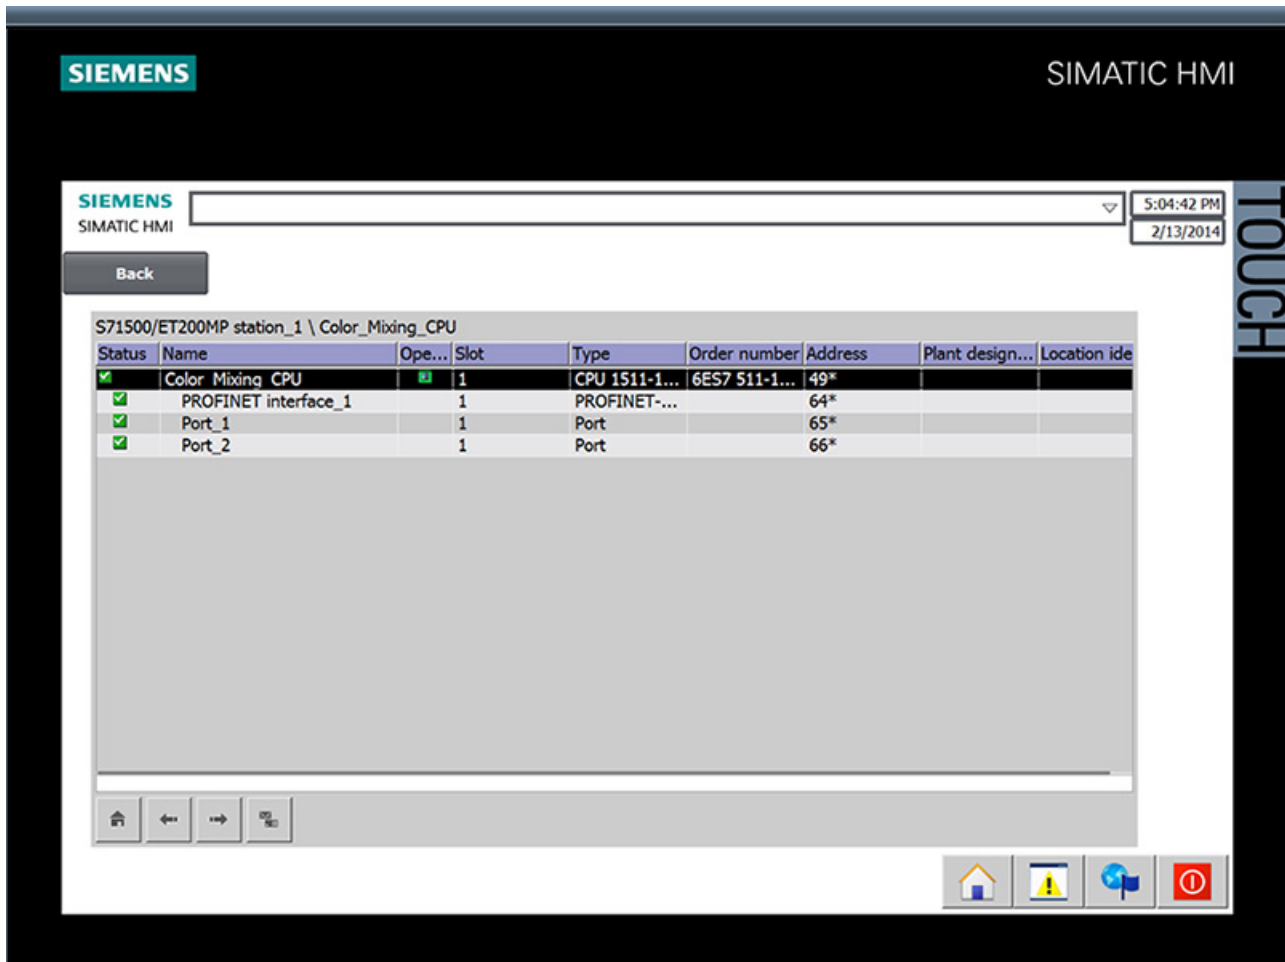 SIEMENS
SIMATIC HMI
TOUCH
SIEMENS
SIMATIC HMI
5:04:42 PM
2/13/2014
Back
S71500/ET200MP station_1 \ Color_Mixing_CPU
Status Name Ope... Slot Type Order number Address Plant design... Location ide
Color_Mixing_CPU 1 CPU 1511-1... 6ES7 511-1... 49*
PROFINET interface_1 1 PROFINET-... 64*
Port_1 1 Port 65*
Port_2 1 Port 66*